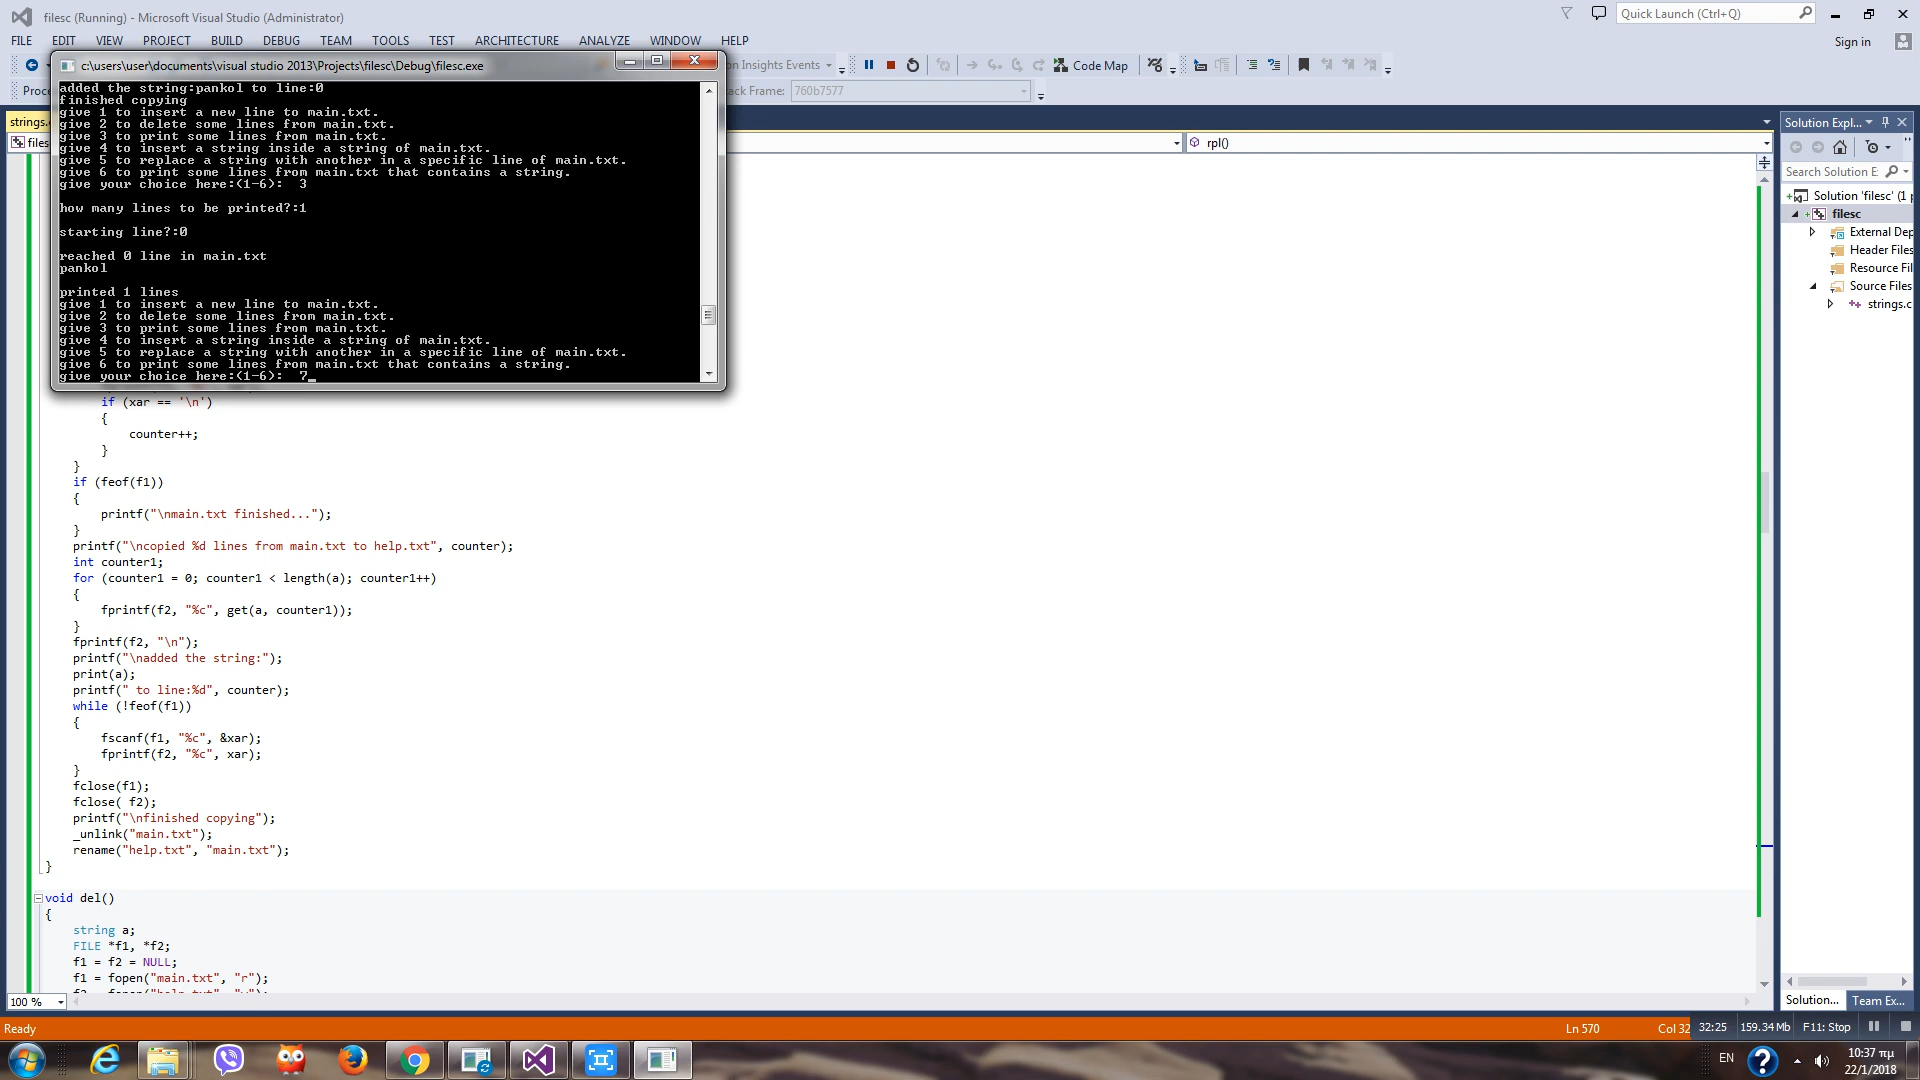 filesc (Running) - Microsoft Visual Studio (Administrator)
Quick Launch (Ctrl+Q)
FILE EDIT VIEW PROJECT BUILD DEBUG TEAM TOOLS TEST ARCHITECTURE ANALYZE WINDOW HELP
Sign in
c:\users\user\documents\visual studio 2013\Projects\filesc\Debug\filesc.exe
on Insights Events
Code Map
Proce
ack Frame: 760b7577
strings.
files
rpl()
added the string:pankol to line:0
finished copying
give 1 to insert a new line to main.txt.
give 2 to delete some lines from main.txt.
give 3 to print some lines from main.txt.
give 4 to insert a string inside a string of main.txt.
give 5 to replace a string with another in a specific line of main.txt.
give 6 to print some lines from main.txt that contains a string.
give your choice here:(1-6):  3
how many lines to be printed?:1
starting line?:0
reached 0 line in main.txt
pankol
printed 1 lines
give 1 to insert a new line to main.txt.
give 2 to delete some lines from main.txt.
give 3 to print some lines from main.txt.
give 4 to insert a string inside a string of main.txt.
give 5 to replace a string with another in a specific line of main.txt.
give 6 to print some lines from main.txt that contains a string.
give your choice here:(1-6):  7_
if (xar == '\n')
{
counter++;
}
}
if (feof(f1))
{
printf("\nmain.txt finished...");
}
printf("\ncopied %d lines from main.txt to help.txt", counter);
int counter1;
for (counter1 = 0; counter1 < length(a); counter1++)
{
fprintf(f2, "%c", get(a, counter1));
}
fprintf(f2, "\n");
printf("\nadded the string:");
print(a);
printf(" to line:%d", counter);
while (!feof(f1))
{
fscanf(f1, "%c", &xar);
fprintf(f2, "%c", xar);
}
fclose(f1);
fclose( f2);
printf("\nfinished copying");
_unlink("main.txt");
rename("help.txt", "main.txt");
}
void del()
{
string a;
FILE *f1, *f2;
f1 = f2 = NULL;
f1 = fopen("main.txt", "r");
100 %
Solution Expl...
Search Solution E
Solution 'filesc' (1 p
filesc
External Dep
Header Files
Resource Fil
Source Files
strings.c
Solution... Team Ex...
Ready
Ln 570
Col 32
32:25 159.34 Mb F11: Stop
EN
10:37 πμ
22/1/2018